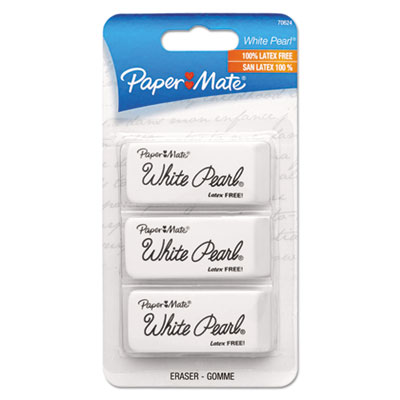 70624
White Pearl®
100% LATEX FREE
SAN LATEX 100 %
Paper Mate®
Paper Mate®
White Pearl®
LATEX FREE!
Paper Mate®
White Pearl®
LATEX FREE!
Paper Mate®
White Pearl®
LATEX FREE!
ERASER - GOMME